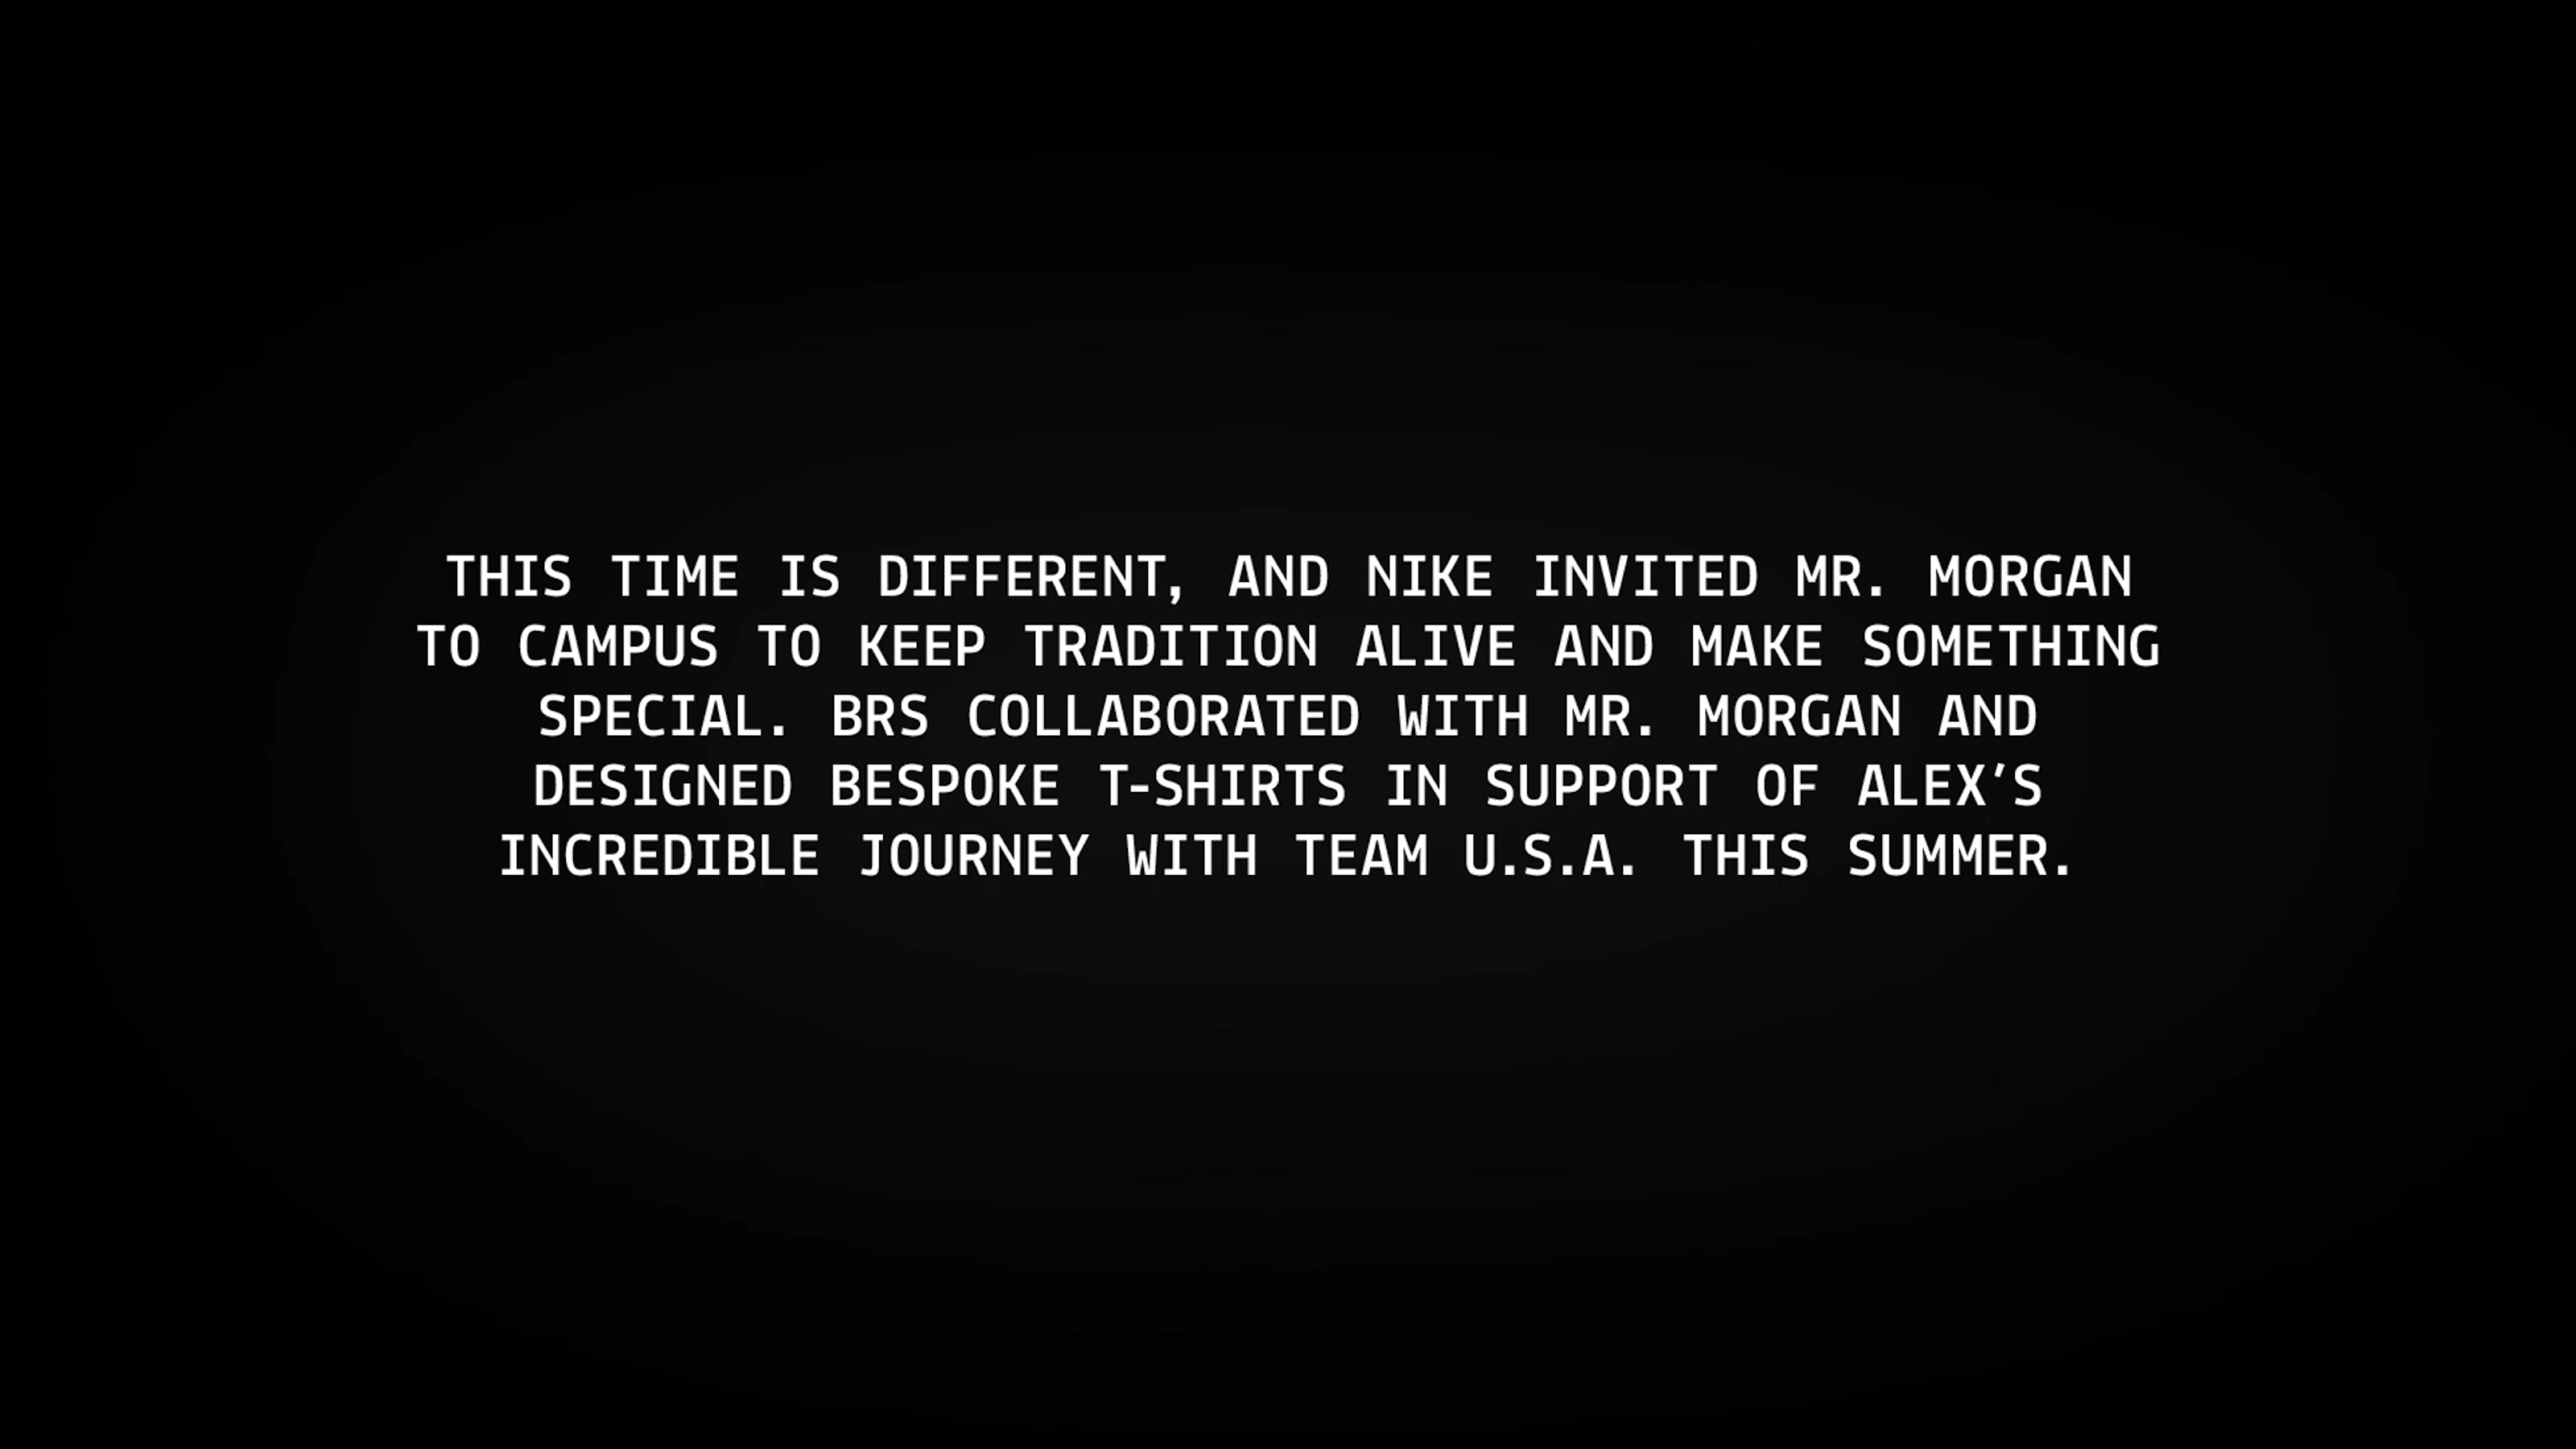 THIS TIME IS DIFFERENT, AND NIKE INVITED MR. MORGAN
TO CAMPUS TO KEEP TRADITION ALIVE AND MAKE SOMETHING
SPECIAL. BRS COLLABORATED WITH MR. MORGAN AND
DESIGNED BESPOKE T-SHIRTS IN SUPPORT OF ALEX’S
INCREDIBLE JOURNEY WITH TEAM U.S.A. THIS SUMMER.